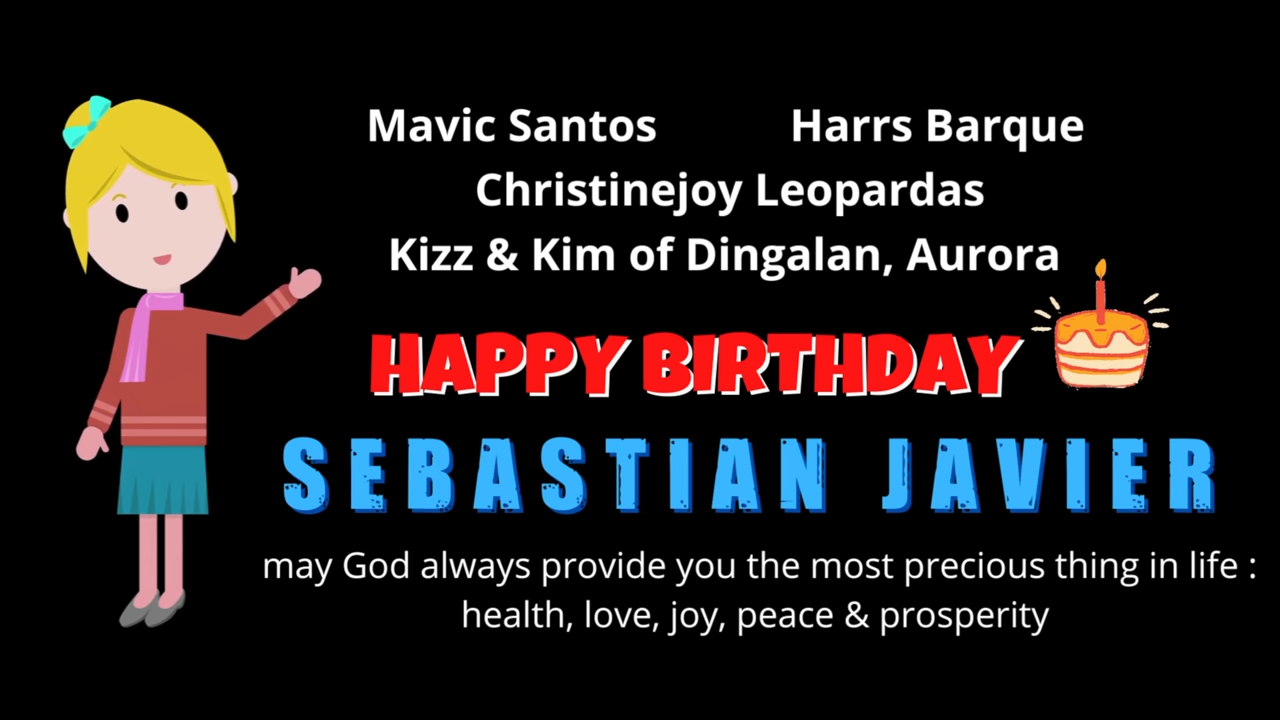 Mavic Santos Harrs Barque
Christinejoy Leopardas
Kizz & Kim of Dingalan, Aurora
HAPPY BIRTHDAY
SEBASTIAN JAVIER
may God always provide you the most precious thing in life :
health, love, joy, peace & prosperity